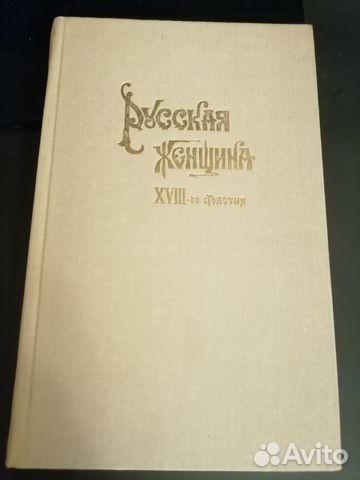 Русская
женщина
XVIII-го столетия
Avito